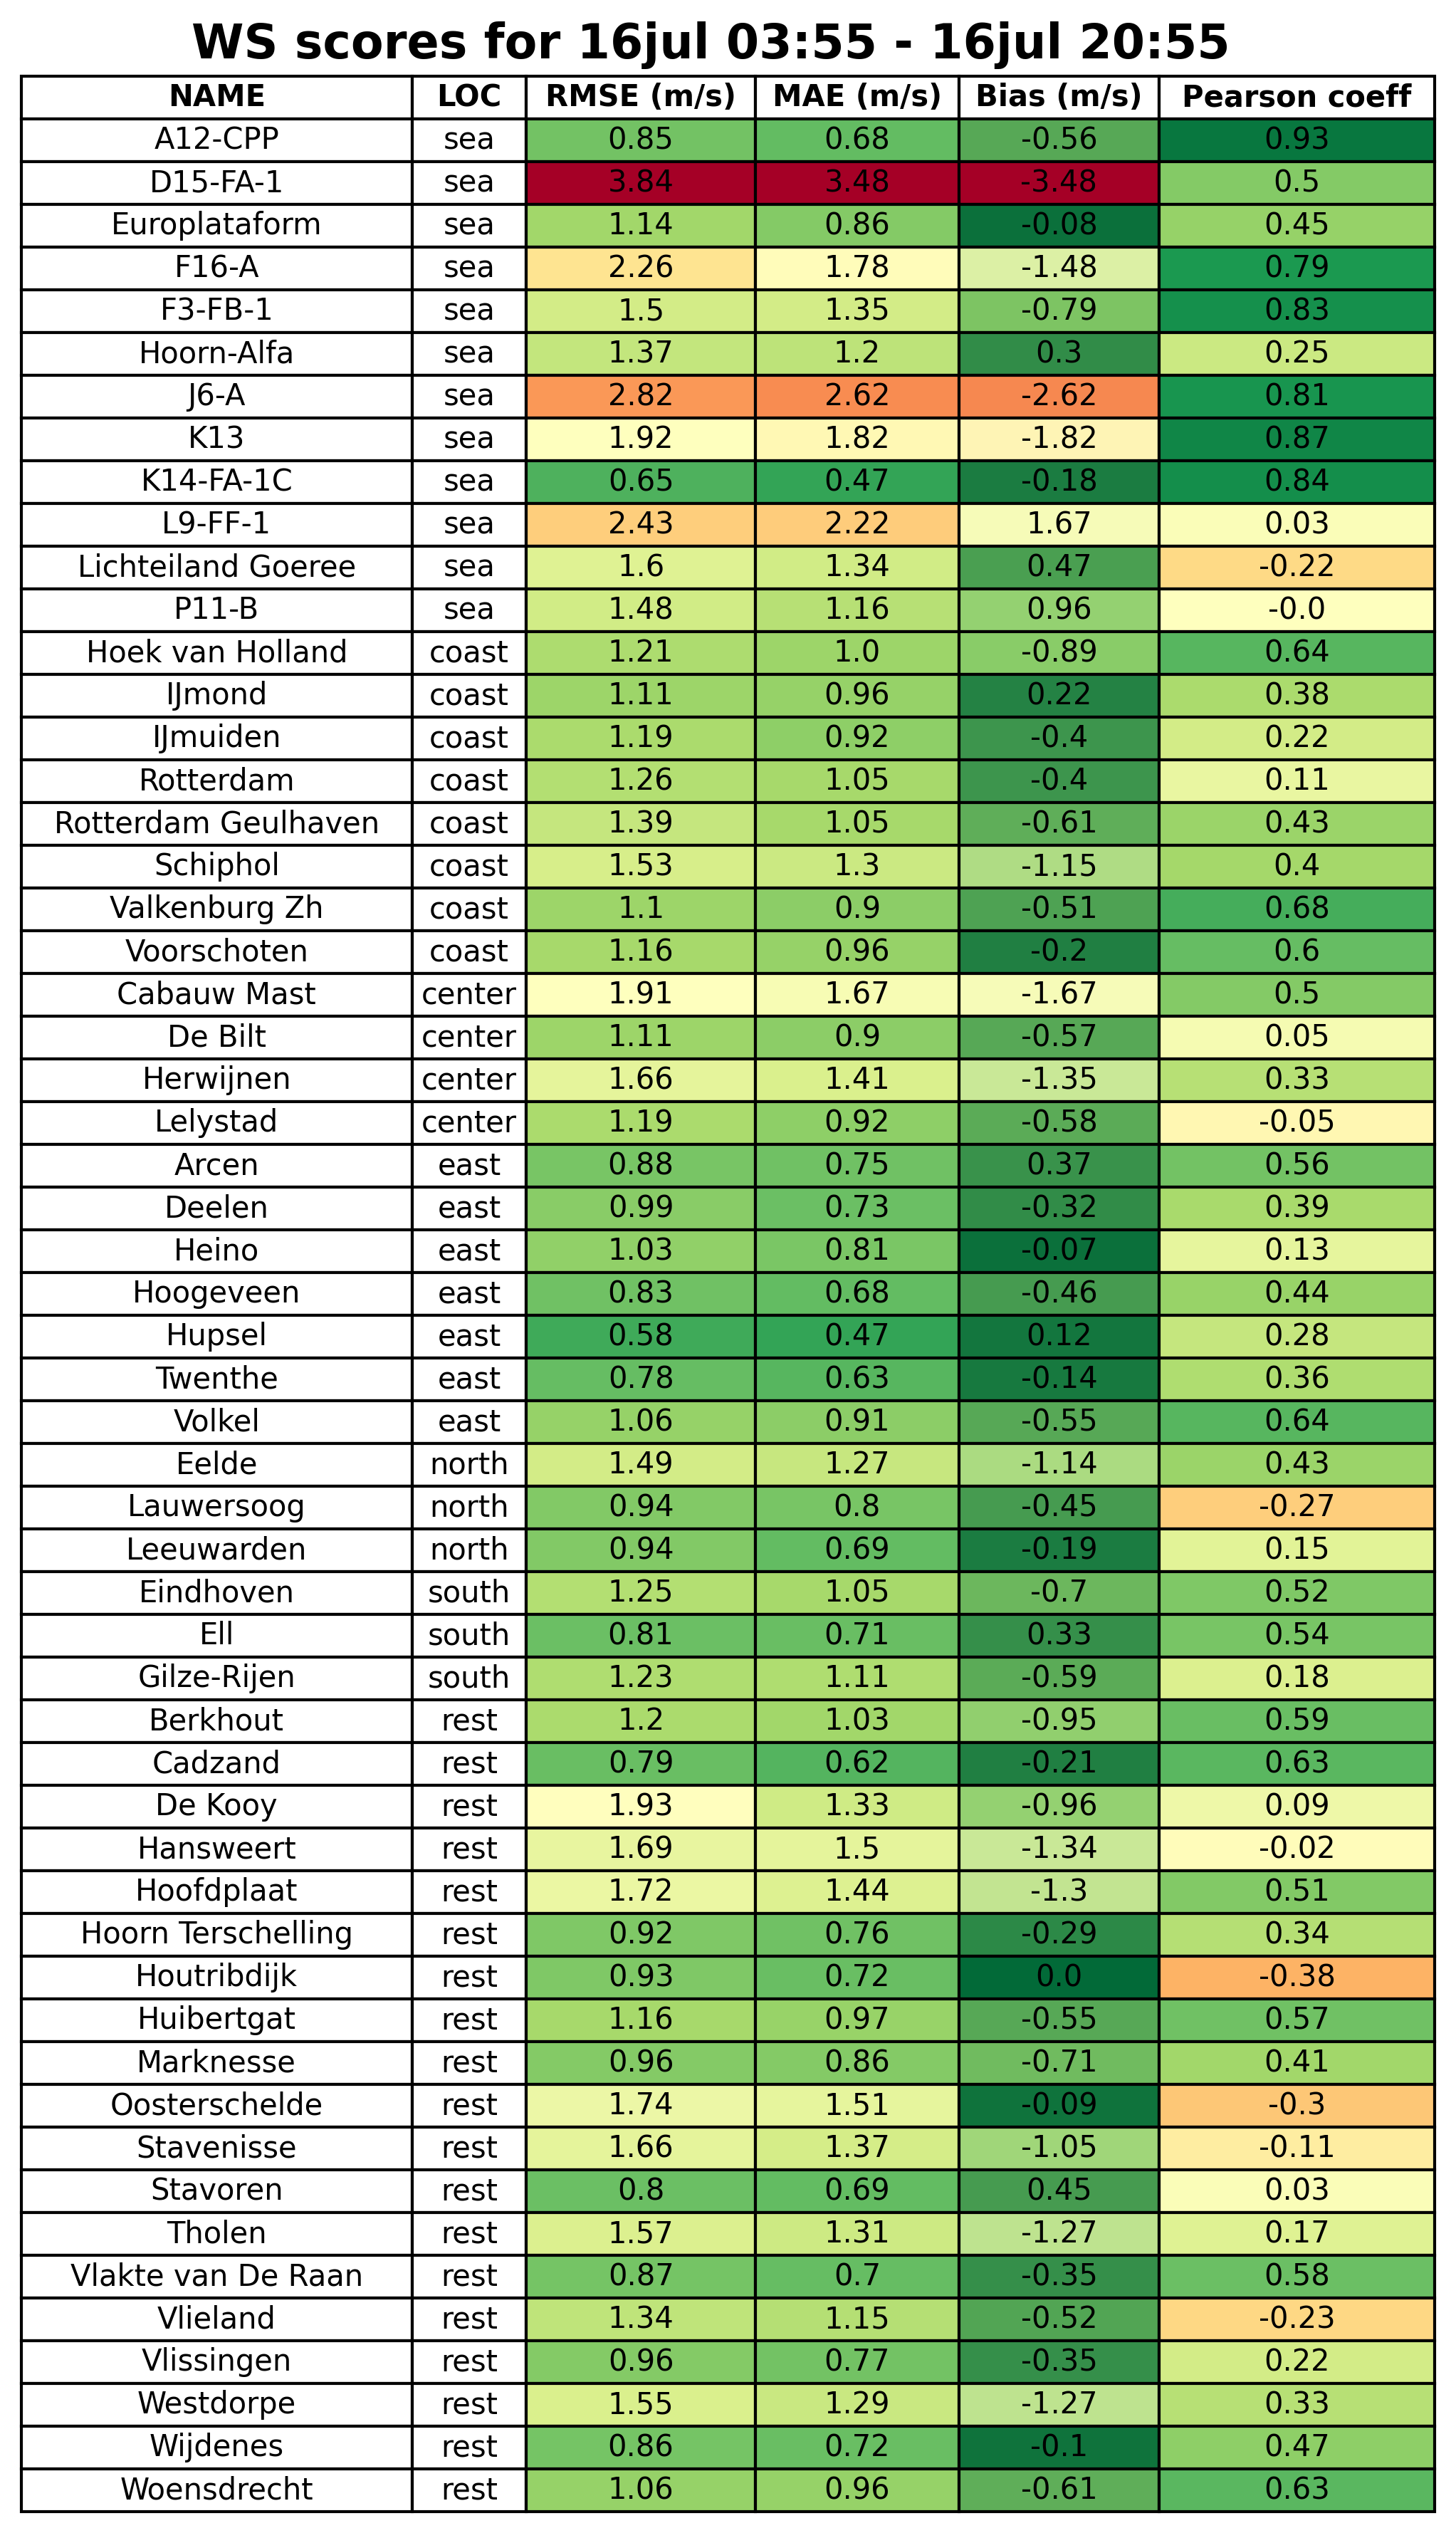 WS scores for 16jul 03:55 - 16jul 20:55
NAME LOC RMSE (m/s) MAE (m/s) Bias (m/s) Pearson coeff
A12-CPP sea 0.85 0.68 -0.56 0.93
D15-FA-1 sea 3.84 3.48 -3.48 0.5
Europlataform sea 1.14 0.86 -0.08 0.45
F16-A sea 2.26 1.78 -1.48 0.79
F3-FB-1 sea 1.5 1.35 -0.79 0.83
Hoorn-Alfa sea 1.37 1.2 0.3 0.25
J6-A sea 2.82 2.62 -2.62 0.81
K13 sea 1.92 1.82 -1.82 0.87
K14-FA-1C sea 0.65 0.47 -0.18 0.84
L9-FF-1 sea 2.43 2.22 1.67 0.03
Lichteiland Goeree sea 1.6 1.34 0.47 -0.22
P11-B sea 1.48 1.16 0.96 -0.0
Hoek van Holland coast 1.21 1.0 -0.89 0.64
IJmond coast 1.11 0.96 0.22 0.38
IJmuiden coast 1.19 0.92 -0.4 0.22
Rotterdam coast 1.26 1.05 -0.4 0.11
Rotterdam Geulhaven coast 1.39 1.05 -0.61 0.43
Schiphol coast 1.53 1.3 -1.15 0.4
Valkenburg Zh coast 1.1 0.9 -0.51 0.68
Voorschoten coast 1.16 0.96 -0.2 0.6
Cabauw Mast center 1.91 1.67 -1.67 0.5
De Bilt center 1.11 0.9 -0.57 0.05
Herwijnen center 1.66 1.41 -1.35 0.33
Lelystad center 1.19 0.92 -0.58 -0.05
Arcen east 0.88 0.75 0.37 0.56
Deelen east 0.99 0.73 -0.32 0.39
Heino east 1.03 0.81 -0.07 0.13
Hoogeveen east 0.83 0.68 -0.46 0.44
Hupsel east 0.58 0.47 0.12 0.28
Twenthe east 0.78 0.63 -0.14 0.36
Volkel east 1.06 0.91 -0.55 0.64
Eelde north 1.49 1.27 -1.14 0.43
Lauwersoog north 0.94 0.8 -0.45 -0.27
Leeuwarden north 0.94 0.69 -0.19 0.15
Eindhoven south 1.25 1.05 -0.7 0.52
Ell south 0.81 0.71 0.33 0.54
Gilze-Rijen south 1.23 1.11 -0.59 0.18
Berkhout rest 1.2 1.03 -0.95 0.59
Cadzand rest 0.79 0.62 -0.21 0.63
De Kooy rest 1.93 1.33 -0.96 0.09
Hansweert rest 1.69 1.5 -1.34 -0.02
Hoofdplaat rest 1.72 1.44 -1.3 0.51
Hoorn Terschelling rest 0.92 0.76 -0.29 0.34
Houtribdijk rest 0.93 0.72 0.0 -0.38
Huibertgat rest 1.16 0.97 -0.55 0.57
Marknesse rest 0.96 0.86 -0.71 0.41
Oosterschelde rest 1.74 1.51 -0.09 -0.3
Stavenisse rest 1.66 1.37 -1.05 -0.11
Stavoren rest 0.8 0.69 0.45 0.03
Tholen rest 1.57 1.31 -1.27 0.17
Vlakte van De Raan rest 0.87 0.7 -0.35 0.58
Vlieland rest 1.34 1.15 -0.52 -0.23
Vlissingen rest 0.96 0.77 -0.35 0.22
Westdorpe rest 1.55 1.29 -1.27 0.33
Wijdenes rest 0.86 0.72 -0.1 0.47
Woensdrecht rest 1.06 0.96 -0.61 0.63